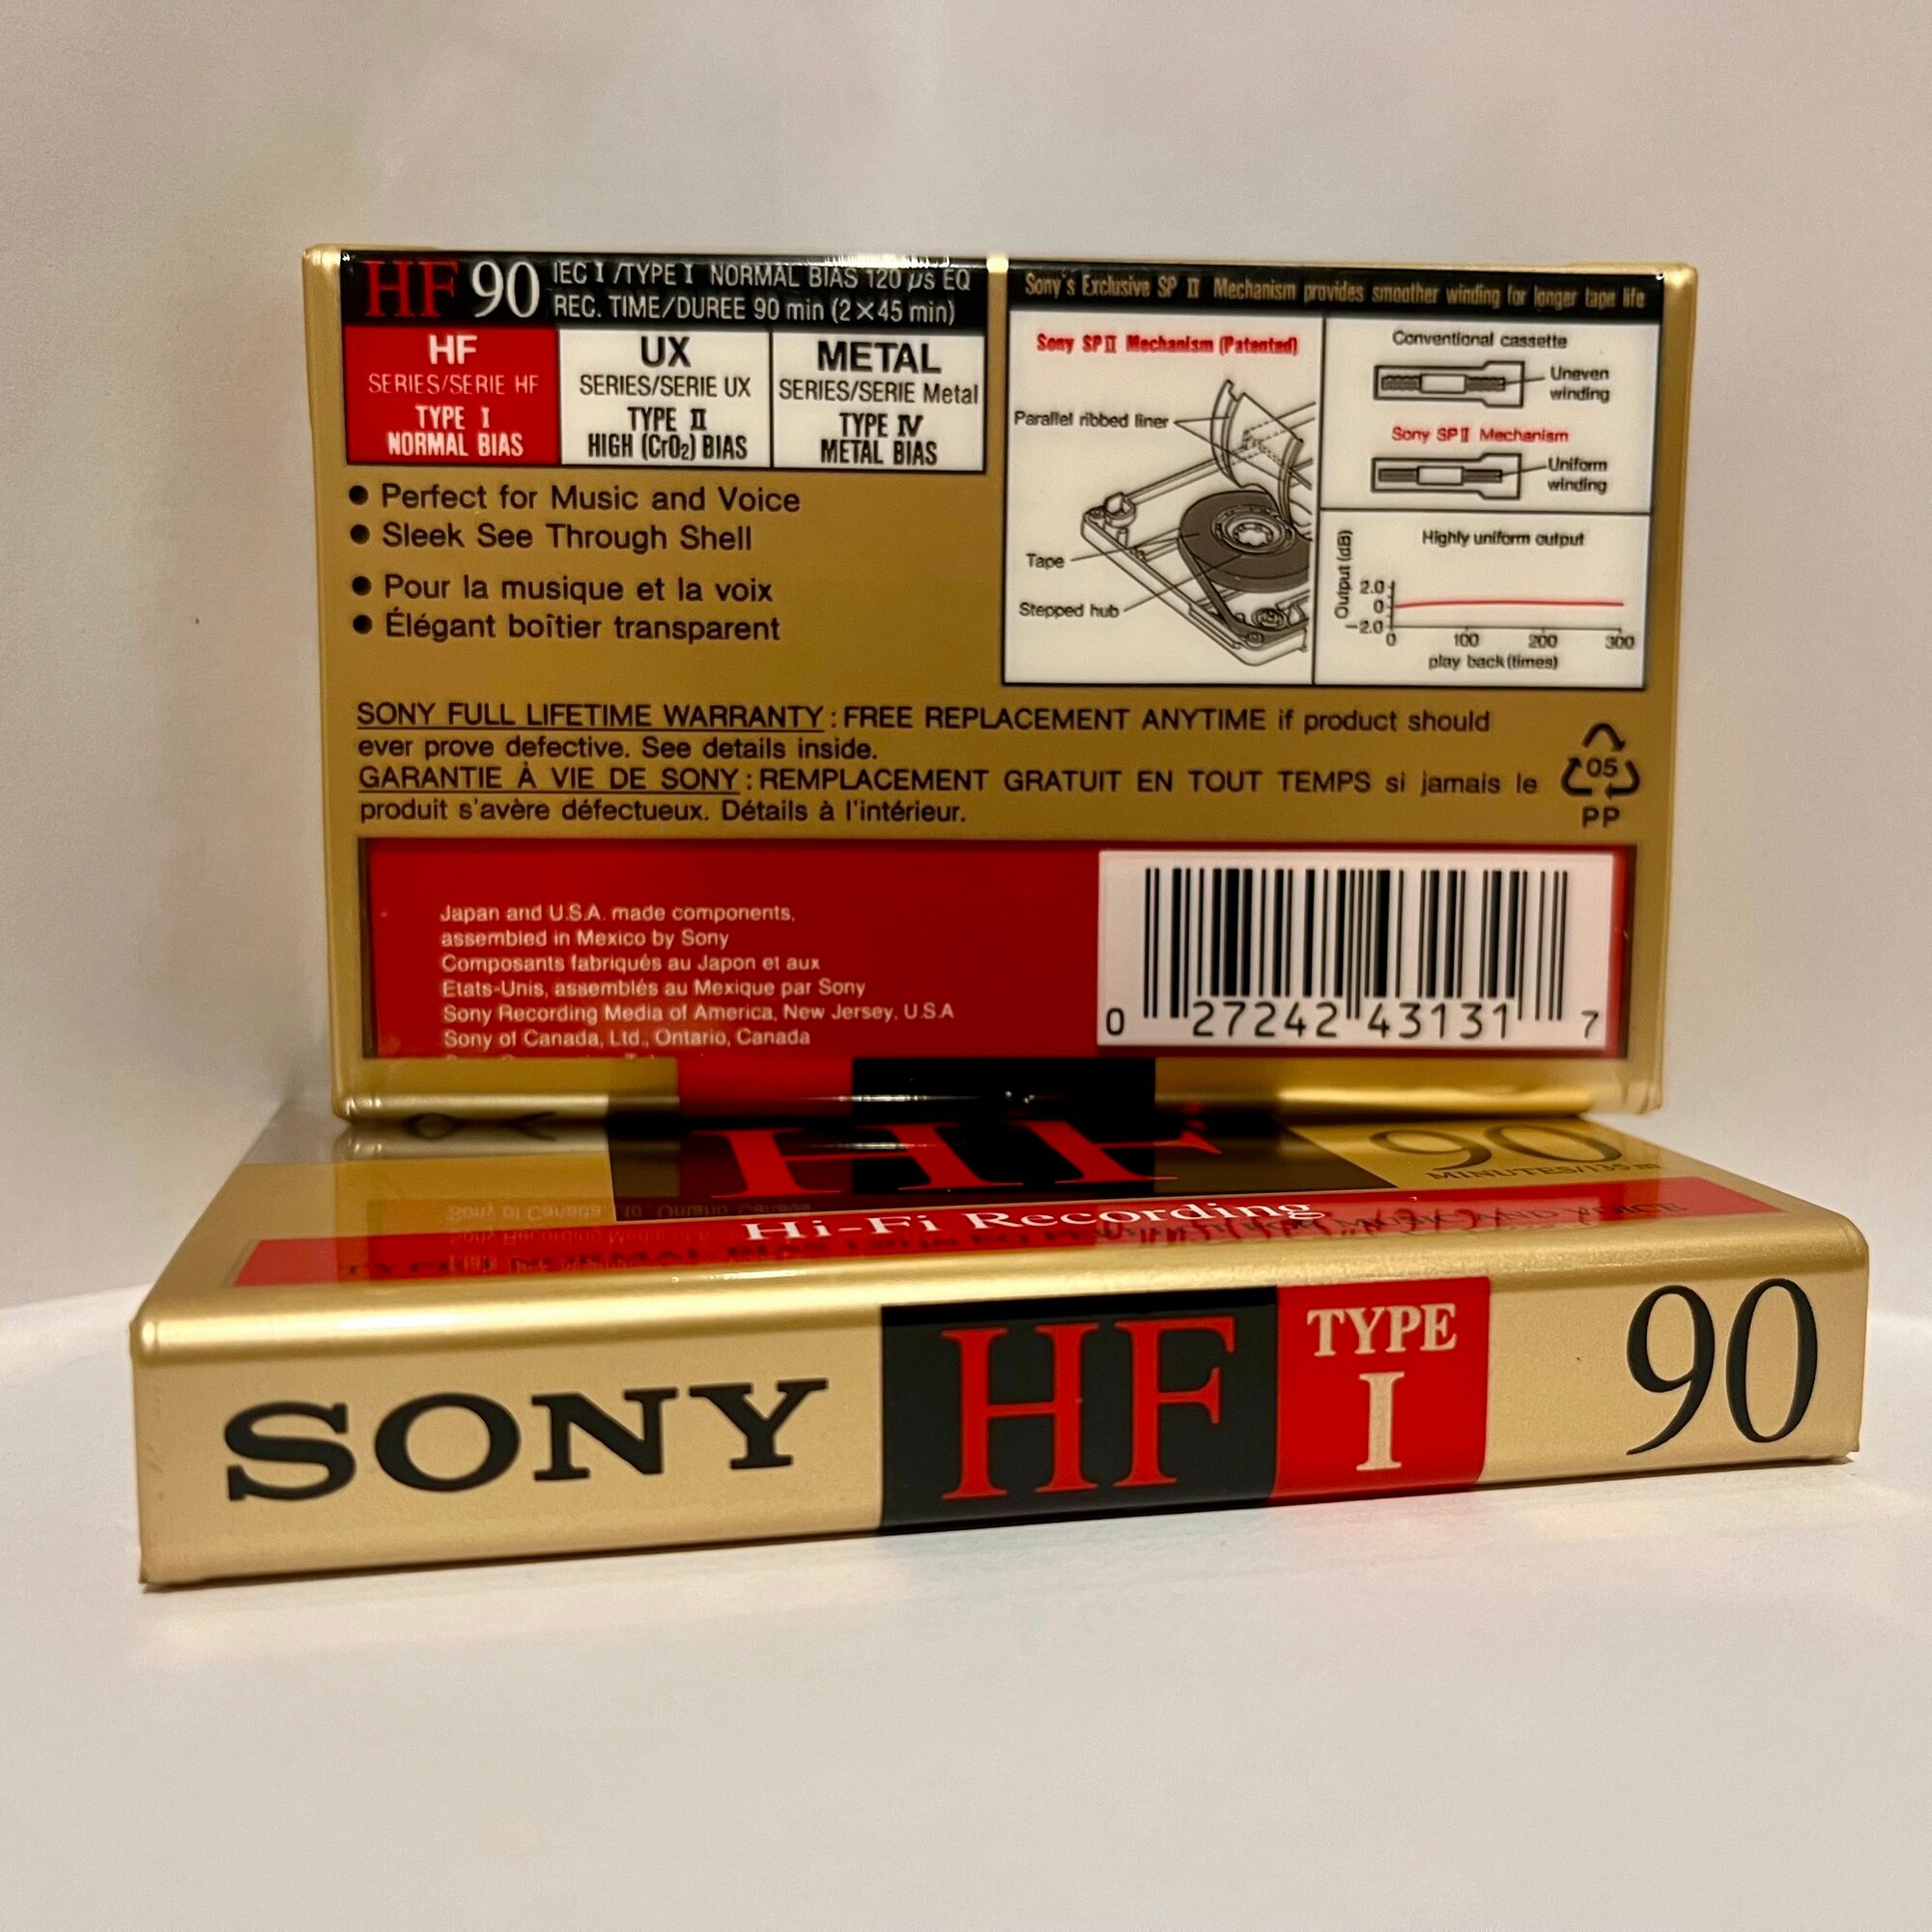 HF 90
IEC I /TYPE I NORMAL BIAS 120 μs EQ
REC. TIME/DUREE 90 min (2×45 min)
HF
SERIES/SERIE HF
TYPE I
NORMAL BIAS
UX
SERIES/SERIE UX
TYPE II
HIGH (CrO₂) BIAS
METAL
SERIES/SERIE Metal
TYPE IV
METAL BIAS
● Perfect for Music and Voice
● Sleek See Through Shell
● Pour la musique et la voix
● Élégant boîtier transparent
Sony's Exclusive SP II Mechanism provides smoother winding for longer tape life
Sony SP II Mechanism (Patented)
Parallel ribbed liner
Tape
Stepped hub
Conventional cassette
Uneven
winding
Sony SP II Mechanism
Uniform
winding
Highly uniform output
Output (dB)
2.0
0
−2.0
0 100 200 300
play back (times)
SONY FULL LIFETIME WARRANTY : FREE REPLACEMENT ANYTIME if product should
ever prove defective. See details inside.
GARANTIE À VIE DE SONY : REMPLACEMENT GRATUIT EN TOUT TEMPS si jamais le
produit s'avère défectueux. Détails à l'intérieur.
05
PP
Japan and U.S.A. made components,
assembled in Mexico by Sony
Composants fabriqués au Japon et aux
Etats-Unis, assemblés au Mexique par Sony
Sony Recording Media of America, New Jersey, U.S.A
Sony of Canada, Ltd., Ontario, Canada
0 27242 43131 7
HF
90
MINUTES/135 m
Hi-Fi Recording
MUSIC AND VOICE
SONY HF TYPE I 90